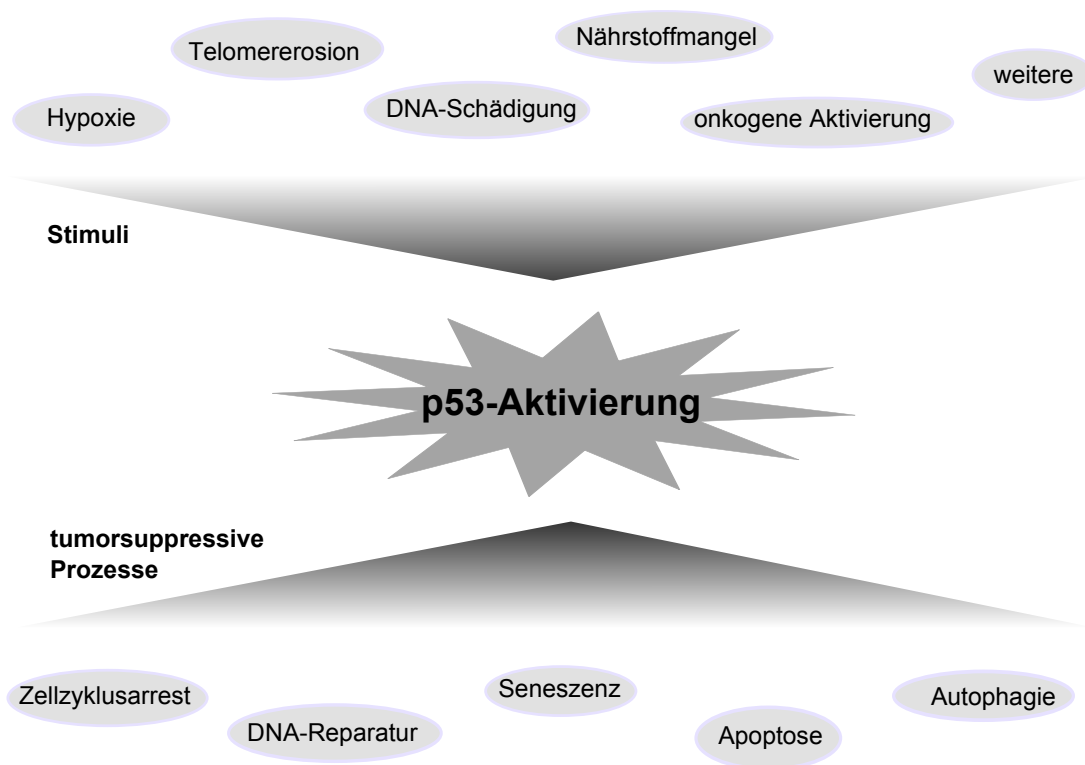 Nährstoffmangel
Telomererosion
weitere
DNA-Schädigung
Hypoxie
onkogene Aktivierung
Stimuli
p53-Aktivierung
tumorsuppressive
Prozesse
Seneszenz
Zellzyklusarrest
Autophagie
DNA-Reparatur
Apoptose